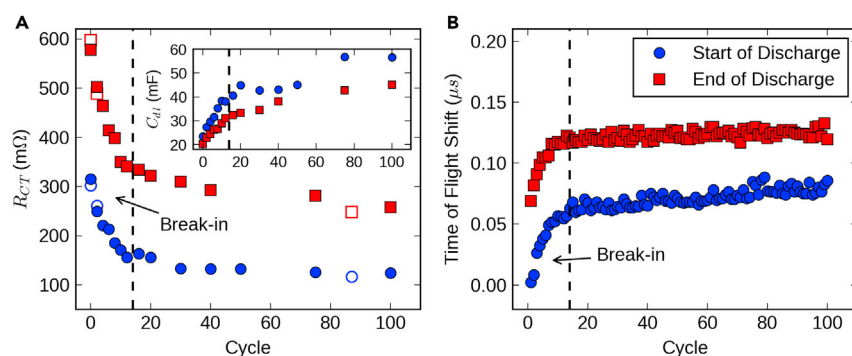 A
B
600
500
400
300
200
100
0
R_CT (mΩ)
60
50
40
30
20
C_dl (mF)
0 20 40 60 80 100
Break-in
0 20 40 60 80 100
Cycle
0.20
0.15
0.10
0.05
0.00
Time of Flight Shift (μs)
Start of Discharge
End of Discharge
Break-in
0 20 40 60 80 100
Cycle